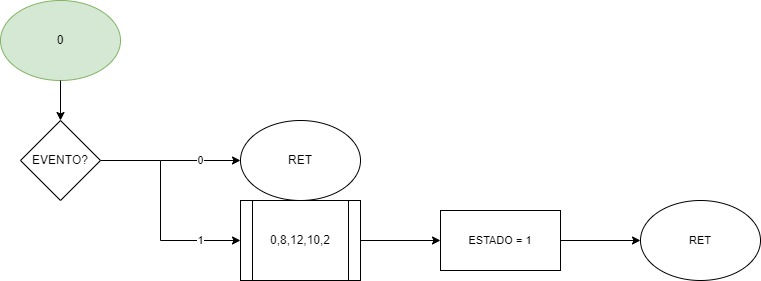 0
EVENTO?
0
RET
1
0,8,12,10,2
ESTADO = 1
RET